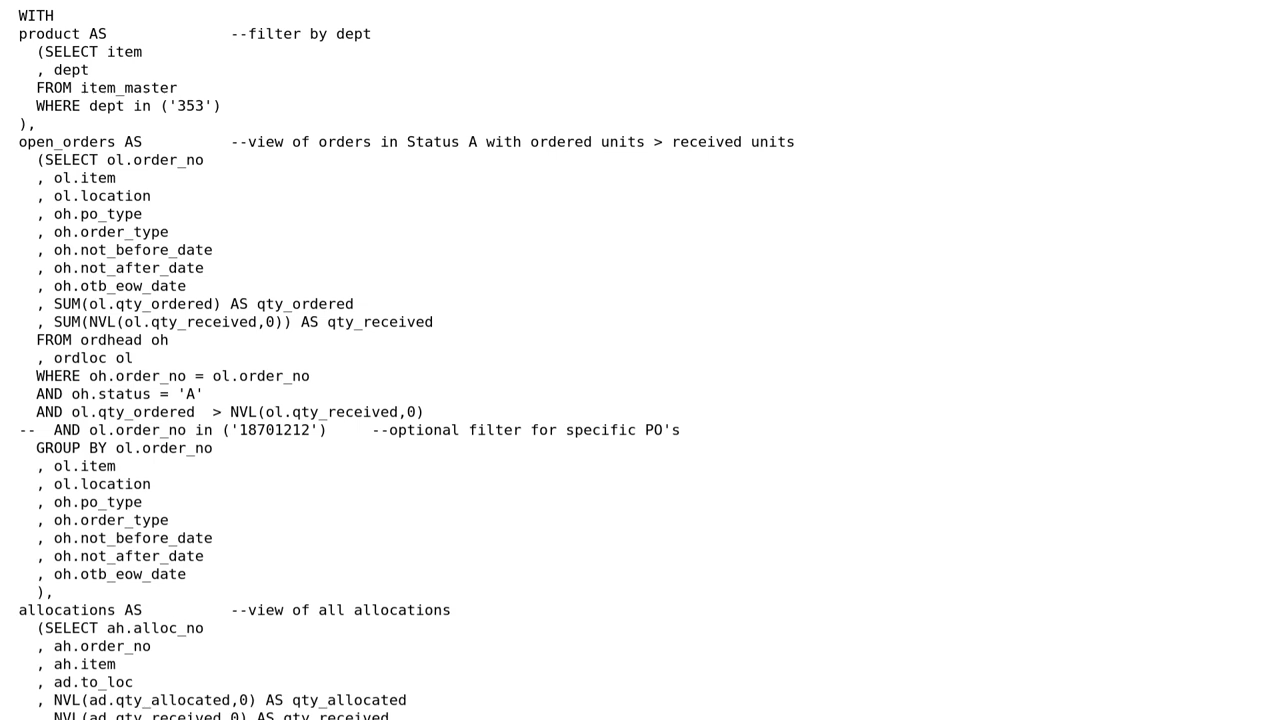 WITH
product AS              --filter by dept
  (SELECT item
  , dept
  FROM item_master
  WHERE dept in ('353')
),
open_orders AS          --view of orders in Status A with ordered units > received units
  (SELECT ol.order_no
  , ol.item
  , ol.location
  , oh.po_type
  , oh.order_type
  , oh.not_before_date
  , oh.not_after_date
  , oh.otb_eow_date
  , SUM(ol.qty_ordered) AS qty_ordered
  , SUM(NVL(ol.qty_received,0)) AS qty_received
  FROM ordhead oh
  , ordloc ol
  WHERE oh.order_no = ol.order_no
  AND oh.status = 'A'
  AND ol.qty_ordered  > NVL(ol.qty_received,0)
--  AND ol.order_no in ('18701212')     --optional filter for specific PO's
  GROUP BY ol.order_no
  , ol.item
  , ol.location
  , oh.po_type
  , oh.order_type
  , oh.not_before_date
  , oh.not_after_date
  , oh.otb_eow_date
  ),
allocations AS          --view of all allocations
  (SELECT ah.alloc_no
  , ah.order_no
  , ah.item
  , ad.to_loc
  , NVL(ad.qty_allocated,0) AS qty_allocated
  , NVL(ad.qty_received,0) AS qty_received